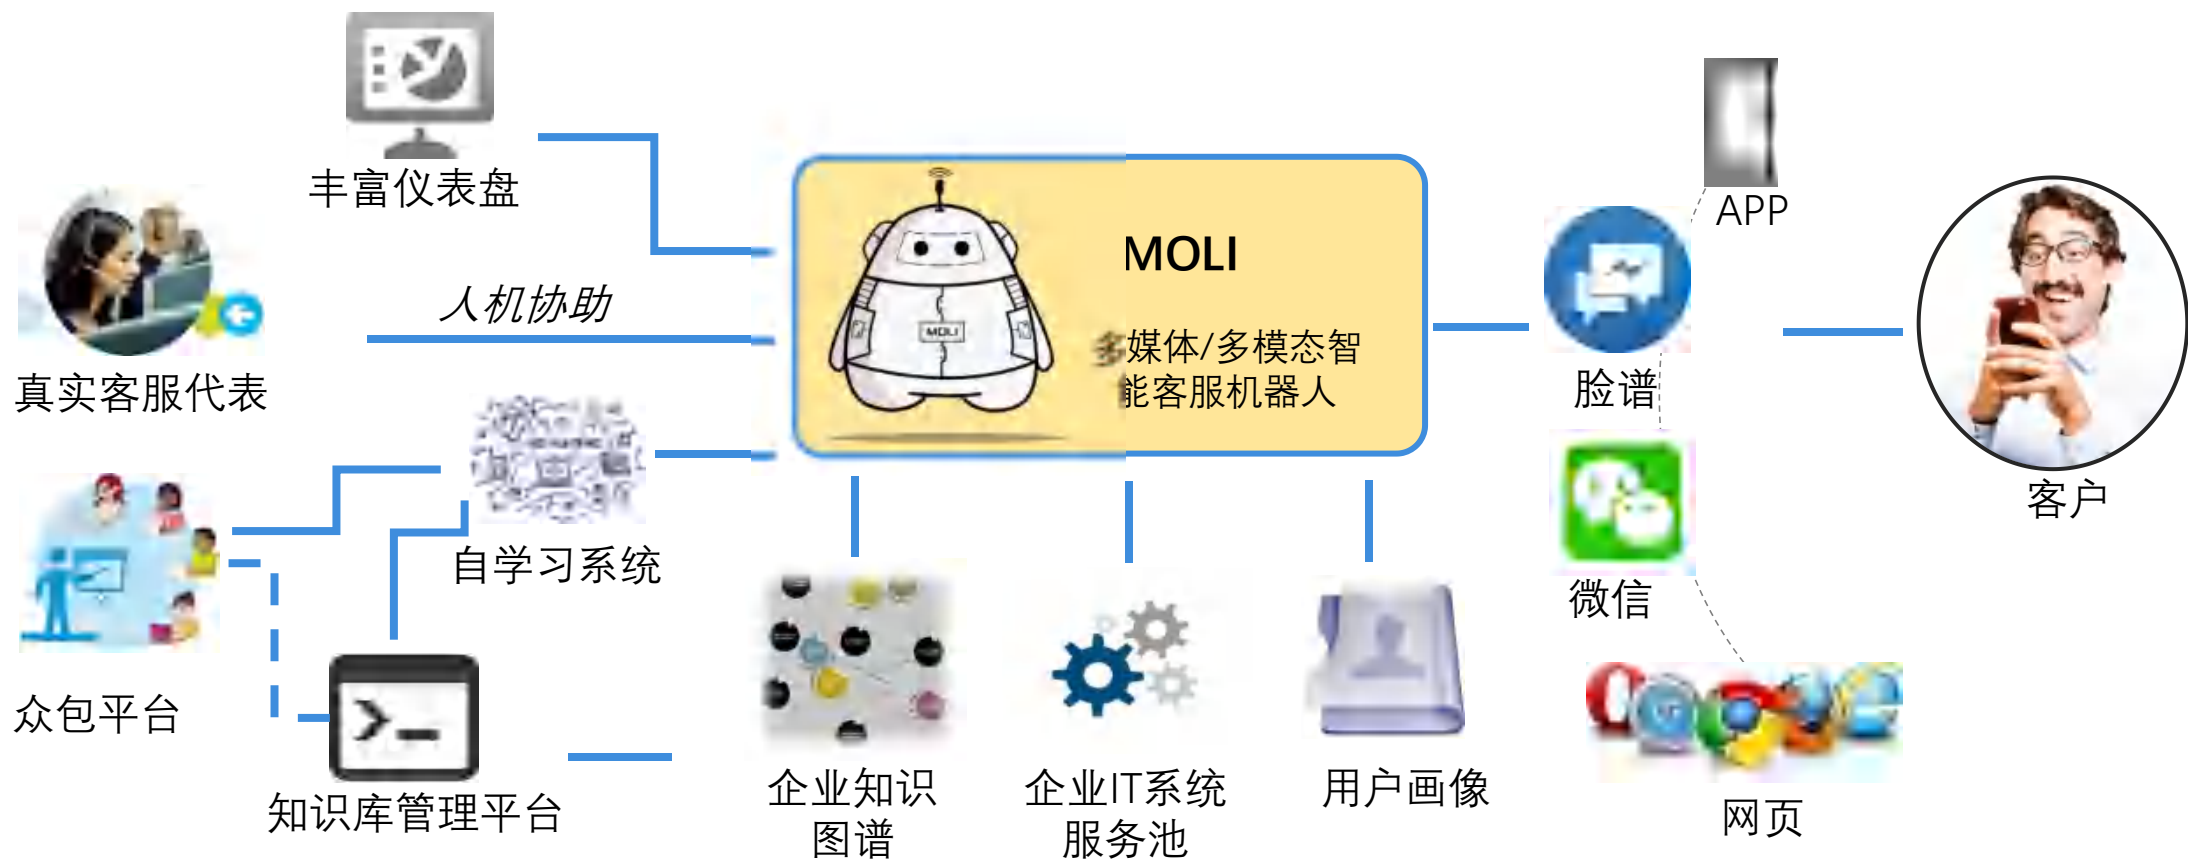 丰富仪表盘
APP
MOLI
人机协助
MOLI
多媒体/多模态智
能客服机器人
真实客服代表
脸谱
客户
自学习系统
微信
众包平台
知识库管理平台
企业知识
图谱
企业IT系统
服务池
用户画像
网页